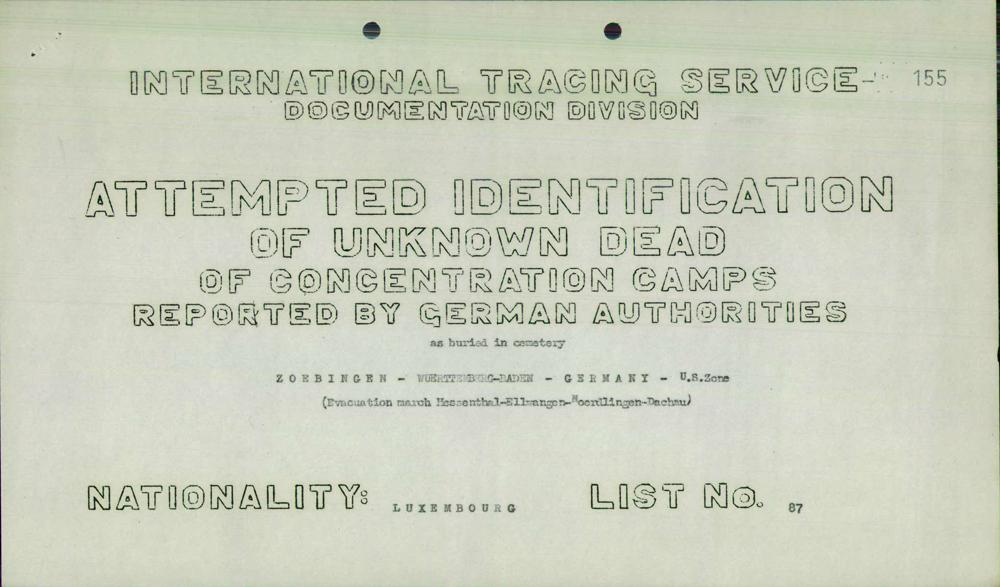 INTERNATIONAL TRACING SERVICE- 155
DOCUMENTATION DIVISION
ATTEMPTED IDENTIFICATION
OF UNKNOWN DEAD
OF CONCENTRATION CAMPS
REPORTED BY GERMAN AUTHORITIES
as buried in cemetery
ZOEBINGEN - WUERTTEMBERG-BADEN - GERMANY - U.S.Zone
(Evacuation march Hessenthal-Ellwangen-Noerdlingen-Dachau)
NATIONALITY: LUXEMBOURG LIST No. 87